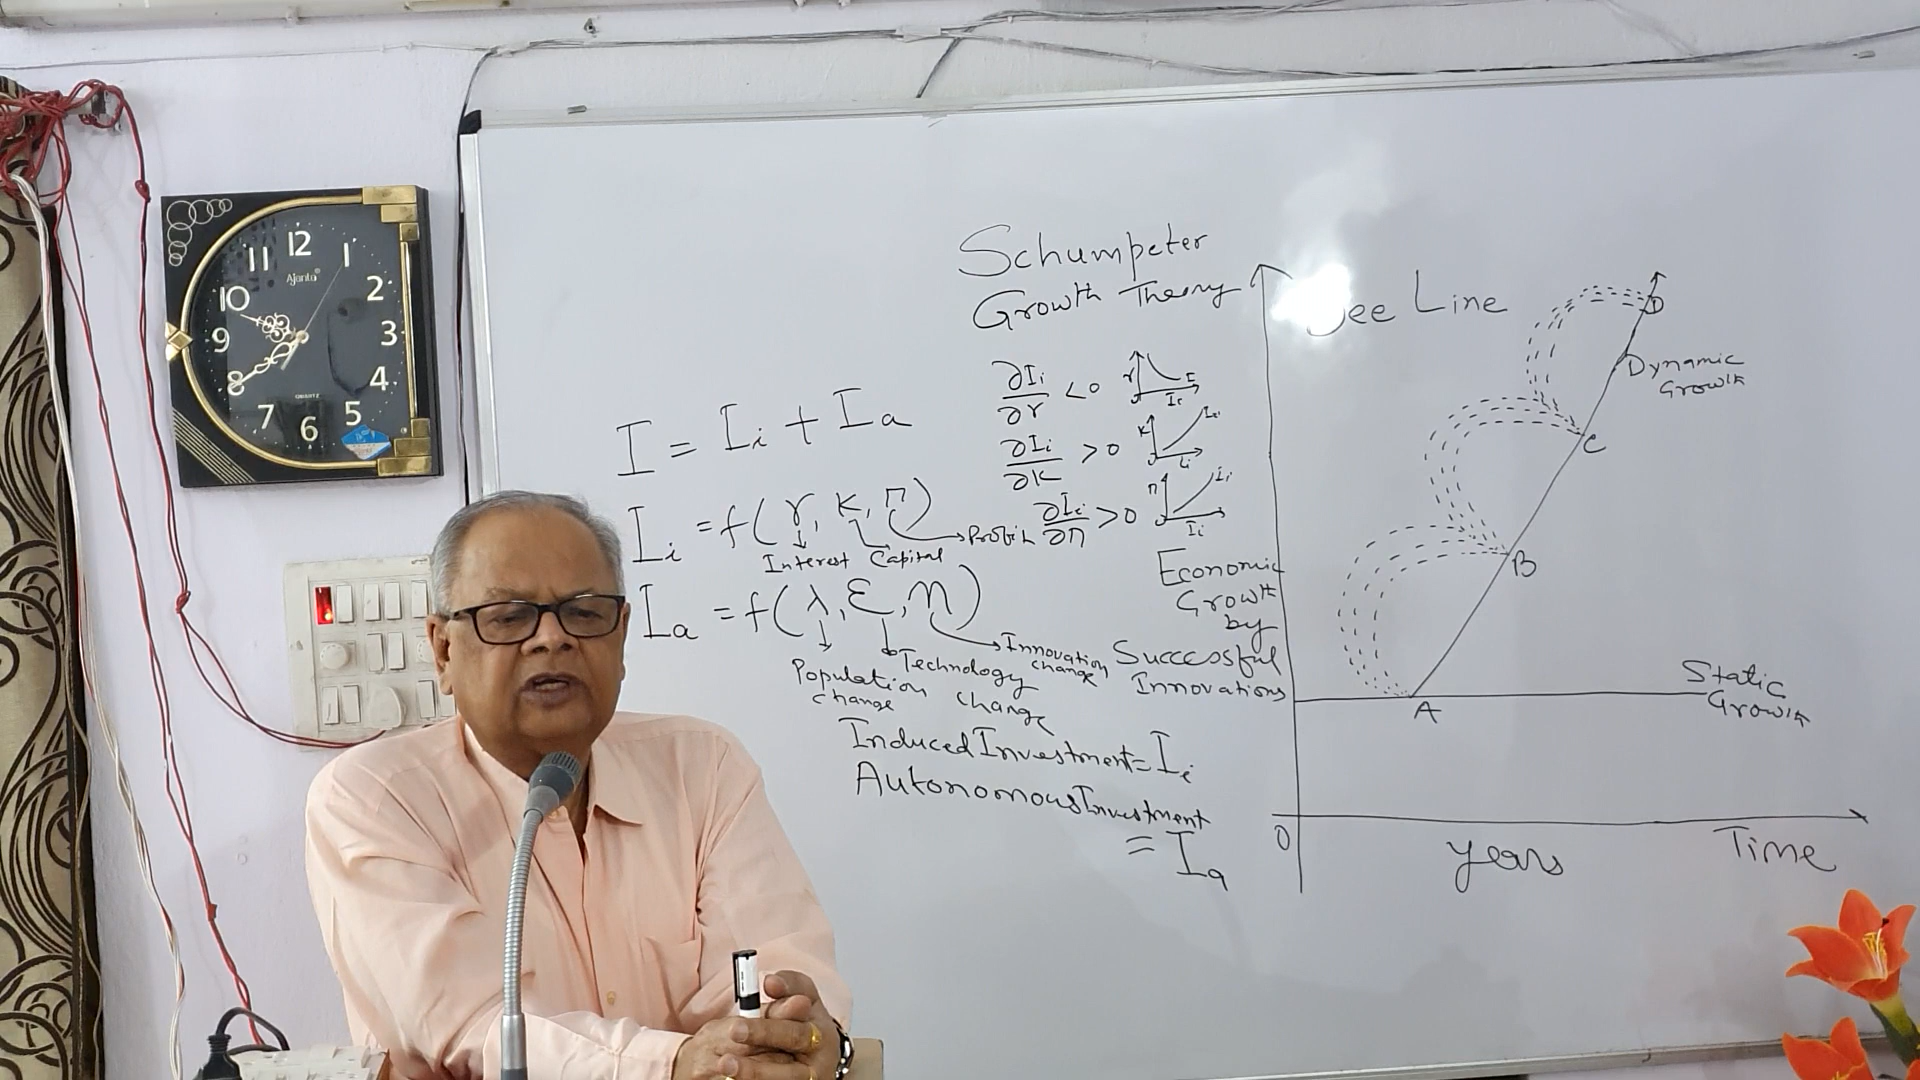 12
11
1
Ajanta
10
2
9
3
8
4
QUARTZ
7
6
5
Schumpeter
Growth Theory
I = Ii + Ia
Ii = f(r, K, Π)
Interest Capital Profit
Ia = f(λ, ε, η)
Population change
Technology change
Innovation change
Induced Investment = Ii
Autonomous Investment
= Ia
∂Ii/∂r < 0
∂Ii/∂K > 0
∂Ii/∂Π > 0
Economic
Growth
by
Successful
Innovations
Line
D
Dynamic
Growth
C
B
Static
Growth
A
0
years
Time